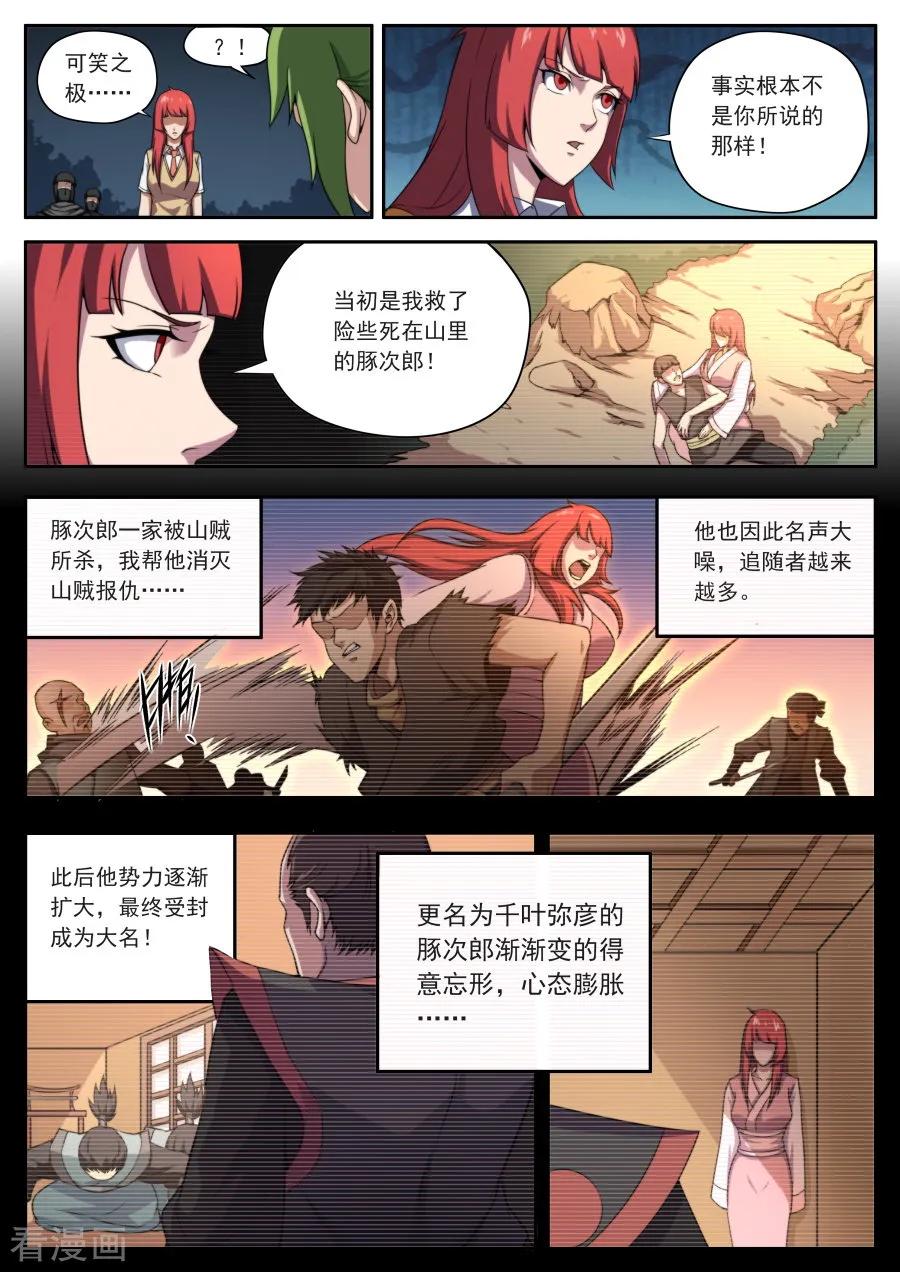 可笑之
极……
？！
事实根本不
是你所说的
那样！
当初是我救了
险些死在山里
的豚次郎！
豚次郎一家被山贼
所杀，我帮他消灭
山贼报仇……
他也因此名声大
噪，追随者越来
越多。
此后他势力逐渐
扩大，最终受封
成为大名！
更名为千叶弥彦的
豚次郎渐渐变的得
意忘形，心态膨胀
……
看漫画